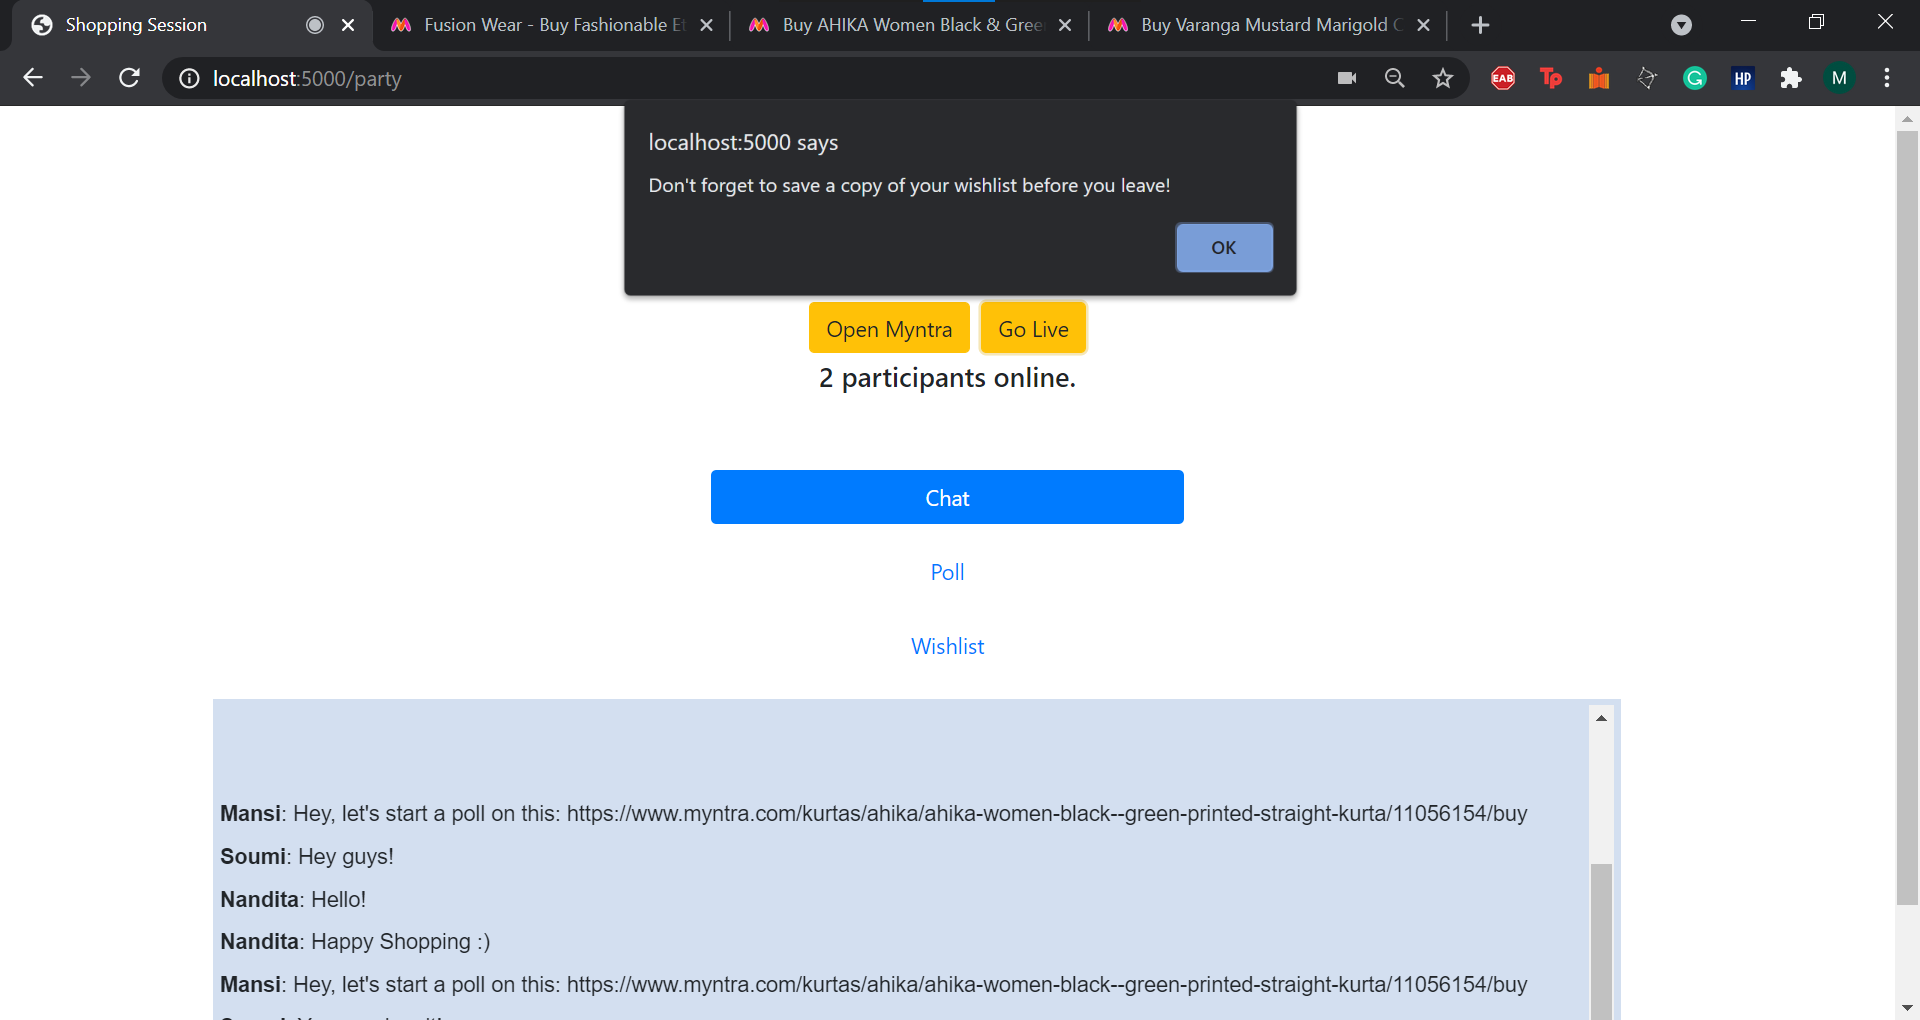 Shopping Session
Fusion Wear - Buy Fashionable Et
Buy AHIKA Women Black & Gree
Buy Varanga Mustard Marigold C
localhost:5000/party
EAB
Tp
G
HP
M
localhost:5000 says
Don't forget to save a copy of your wishlist before you leave!
OK
Open Myntra
Go Live
2 participants online.
Chat
Poll
Wishlist
Mansi: Hey, let's start a poll on this: https://www.myntra.com/kurtas/ahika/ahika-women-black--green-printed-straight-kurta/11056154/buy
Soumi: Hey guys!
Nandita: Hello!
Nandita: Happy Shopping :)
Mansi: Hey, let's start a poll on this: https://www.myntra.com/kurtas/ahika/ahika-women-black--green-printed-straight-kurta/11056154/buy